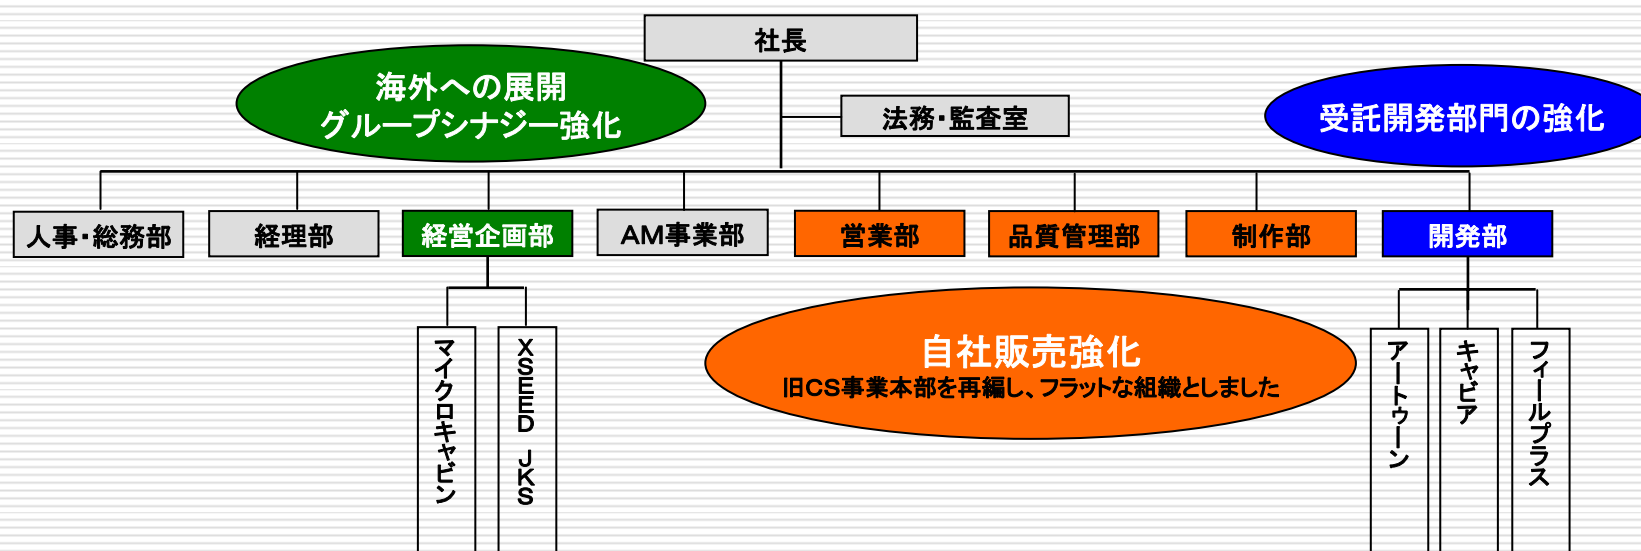 社長
海外への展開
グループシナジー強化
法務・監査室
受託開発部門の強化
人事・総務部
経理部
経営企画部
AM事業部
営業部
品質管理部
制作部
開発部
マイクロキャビン
XSEED JKS
自社販売強化
旧CS事業本部を再編し、フラットな組織としました
アートゥーン
キャビア
フィールプラス